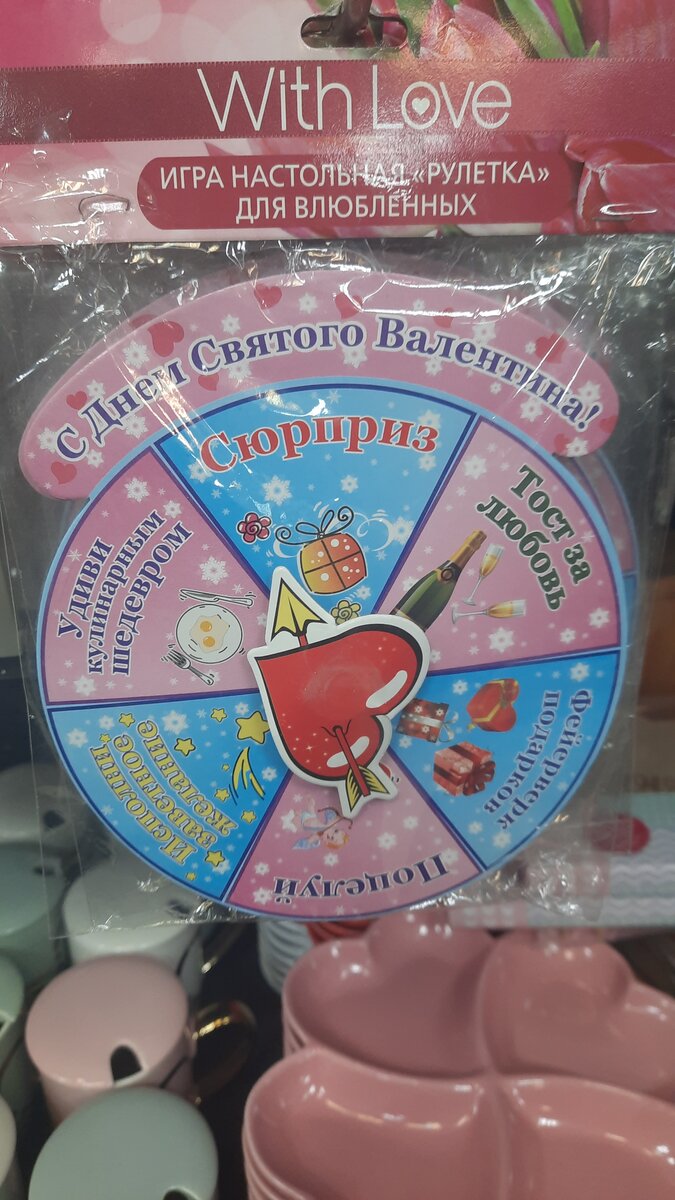 With Love
ИГРА НАСТОЛЬНАЯ «РУЛЕТКА»
ДЛЯ ВЛЮБЛЕННЫХ
С Днем Святого Валентина!
Сюрприз
Тост за
любовь
Фейерверк
подарков
Поцелуй
Исполни
заветное
желание
Удиви
кулинарным
шедевром